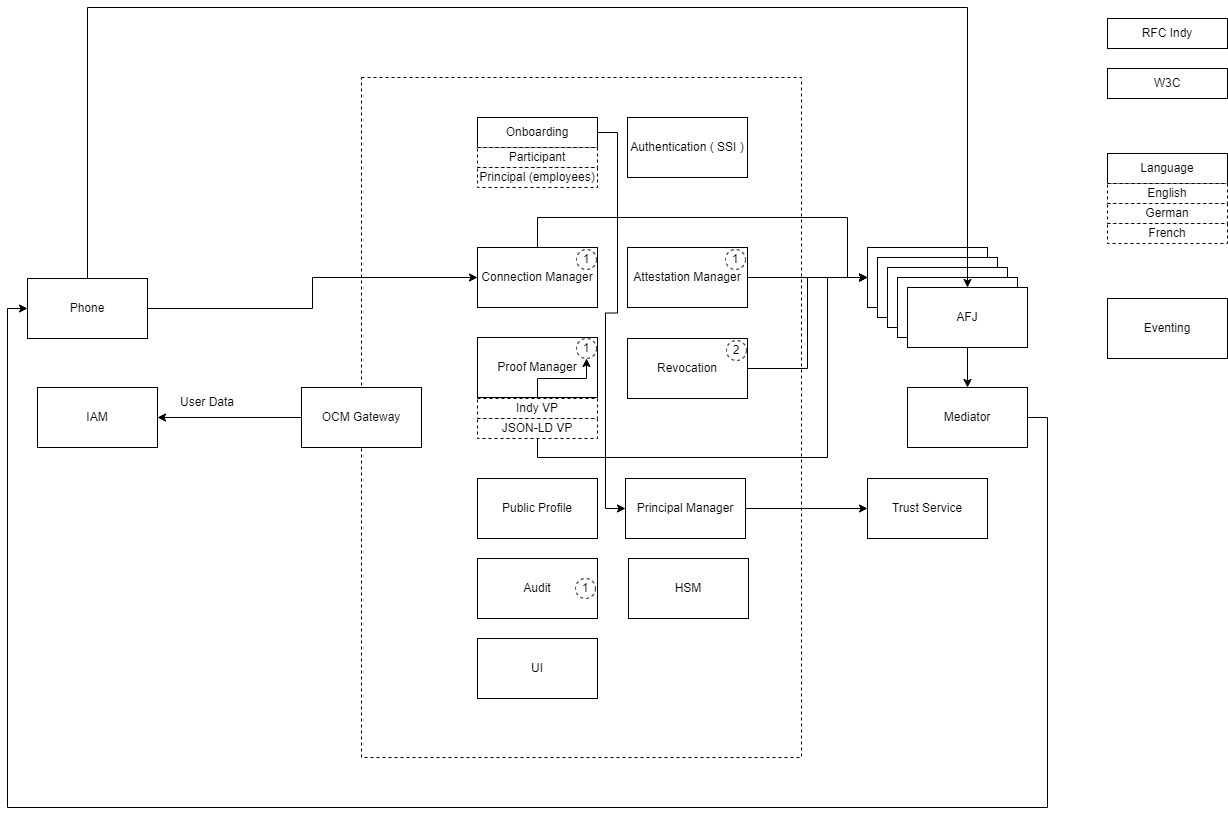 RFC Indy
W3C
Onboarding
Participant
Principal (employees)
Authentication ( SSI )
Language
English
German
French
Connection Manager
1
Attestation Manager
1
Phone
AFJ
Eventing
Proof Manager
1
Indy VP
JSON-LD VP
Revocation
2
IAM
User Data
OCM Gateway
Mediator
Public Profile
Principal Manager
Trust Service
Audit
1
HSM
UI